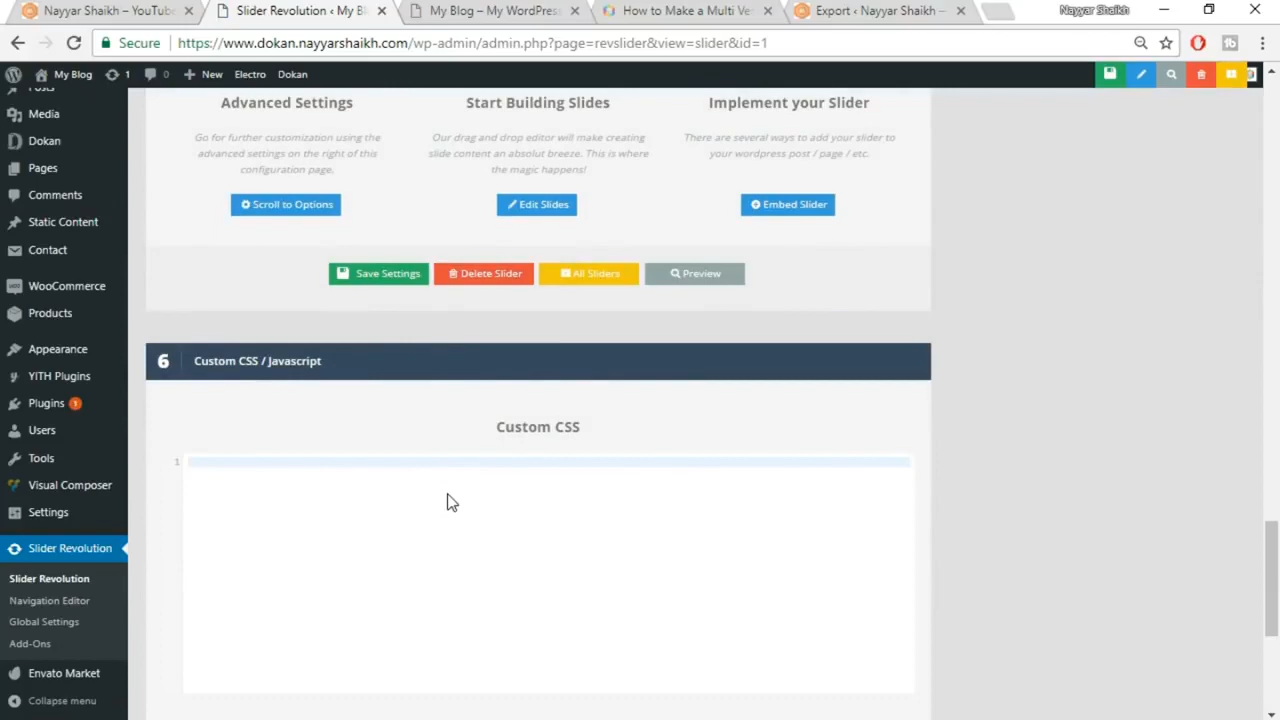 Nayyar Shaikh – YouTube
Slider Revolution ‹ My Bl
My Blog – My WordPress
How to Make a Multi Ve
Export ‹ Nayyar Shaikh —
Nayyar Shaikh
Secure
https://www.dokan.nayyarshaikh.com/wp-admin/admin.php?page=revslider&view=slider&id=1
My Blog
1
0
New
Electro
Dokan
Posts
Media
Dokan
Pages
Comments
Static Content
Contact
WooCommerce
Products
Appearance
YITH Plugins
Plugins 1
Users
Tools
Visual Composer
Settings
Slider Revolution
Slider Revolution
Navigation Editor
Global Settings
Add-Ons
Envato Market
Collapse menu
Advanced Settings
Go for further customization using the
advanced settings on the right of this
configuration page.
Scroll to Options
Start Building Slides
Our drag and drop editor will make creating
slide content an absolut breeze. This is where
the magic happens!
Edit Slides
Implement your Slider
There are several ways to add your slider to
your wordpress post / page / etc.
Embed Slider
Save Settings
Delete Slider
All Sliders
Preview
6
Custom CSS / Javascript
Custom CSS
1